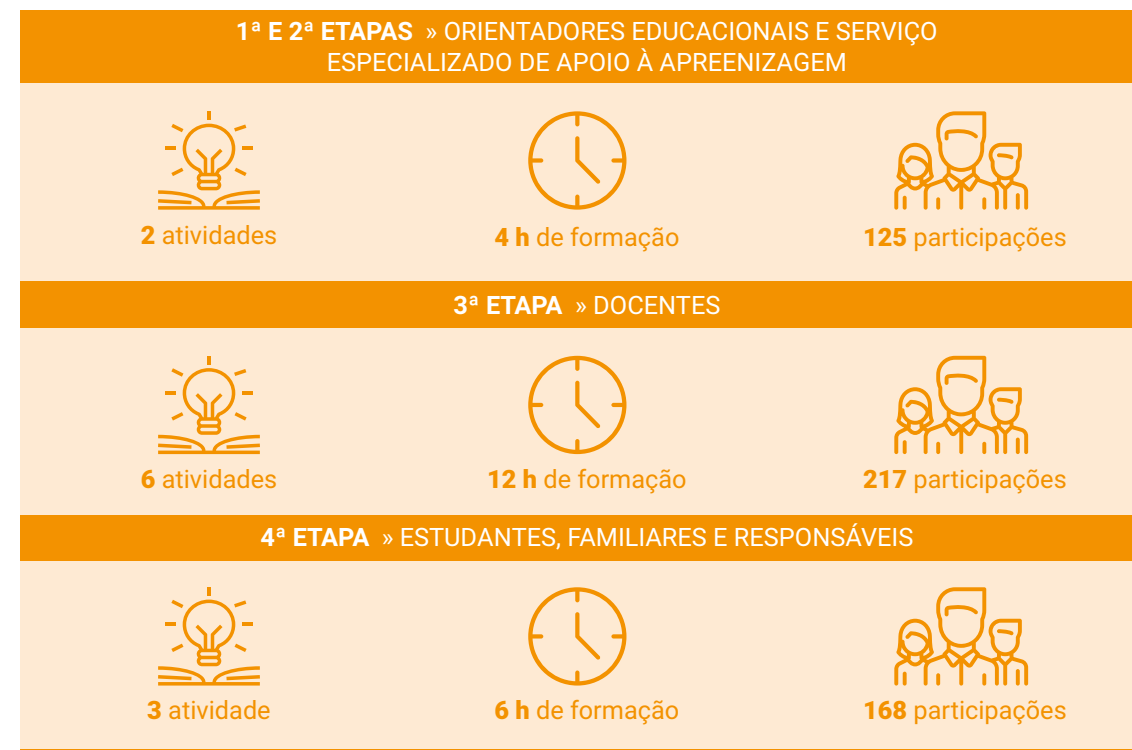 1ª E 2ª ETAPAS » ORIENTADORES EDUCACIONAIS E SERVIÇO
ESPECIALIZADO DE APOIO À APREENIZAGEM
2 atividades
4 h de formação
125 participações
3ª ETAPA » DOCENTES
6 atividades
12 h de formação
217 participações
4ª ETAPA » ESTUDANTES, FAMILIARES E RESPONSÁVEIS
3 atividade
6 h de formação
168 participações